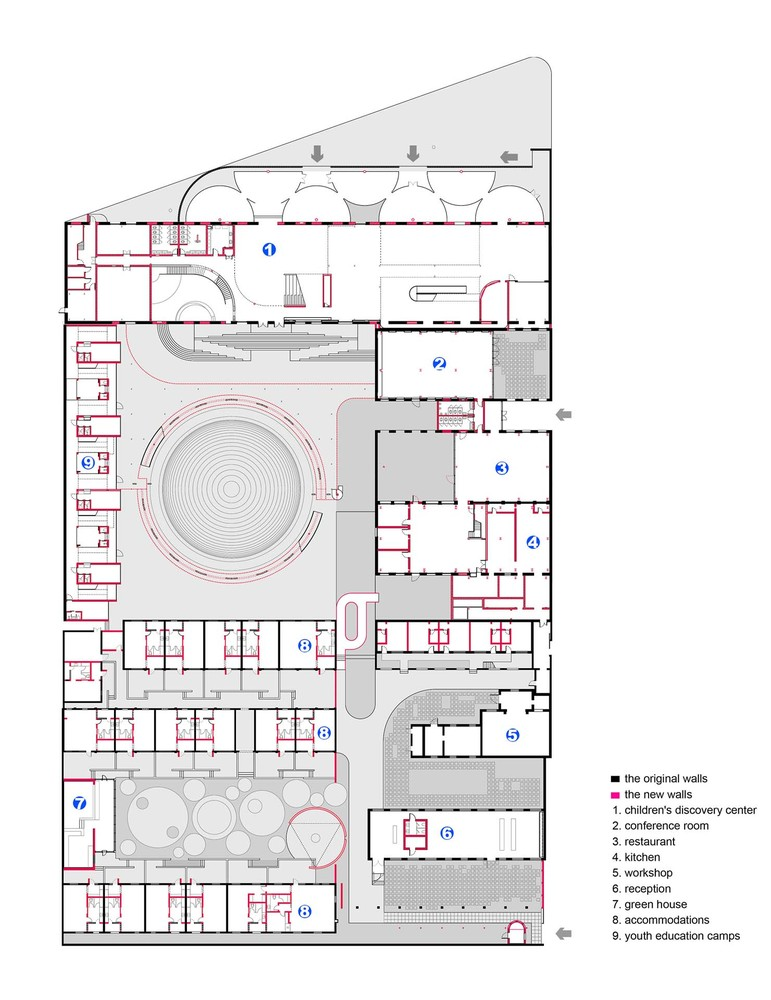 1
2
3
4
9
8
8
5
7
6
8
the original walls
the new walls
1. children's discovery center
2. conference room
3. restaurant
4. kitchen
5. workshop
6. reception
7. green house
8. accommodations
9. youth education camps